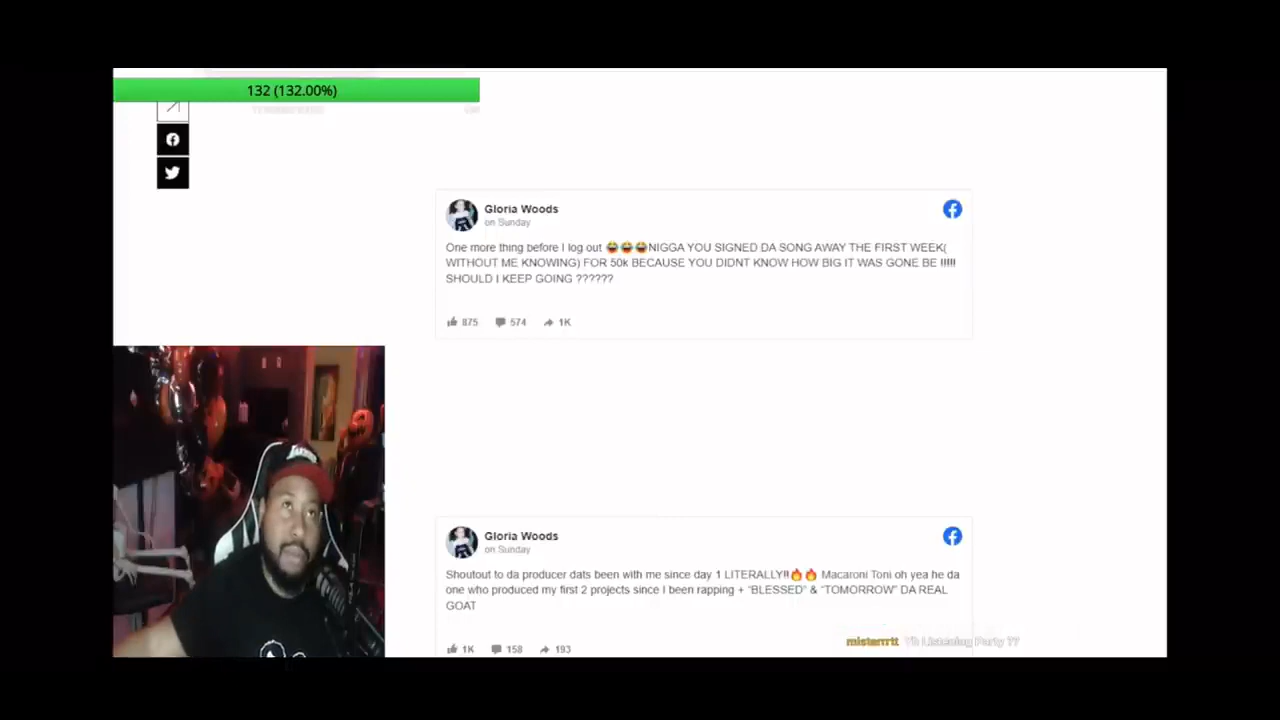 132 (132.00%)
Gloria Woods
on Sunday
One more thing before I log out 😂😂😂NIGGA YOU SIGNED DA SONG AWAY THE FIRST WEEK(
WITHOUT ME KNOWING) FOR 50k BECAUSE YOU DIDNT KNOW HOW BIG IT WAS GONE BE !!!!!
SHOULD I KEEP GOING ??????
875 574 1K
Gloria Woods
on Sunday
Shoutout to da producer dats been with me since day 1 LITERALLY!!🔥🔥 Macaroni Toni oh yea he da
one who produced my first 2 projects since I been rapping + “BLESSED” & “TOMORROW” DA REAL
GOAT
misterrrtt Yb Listening Party ??
1K 158 193